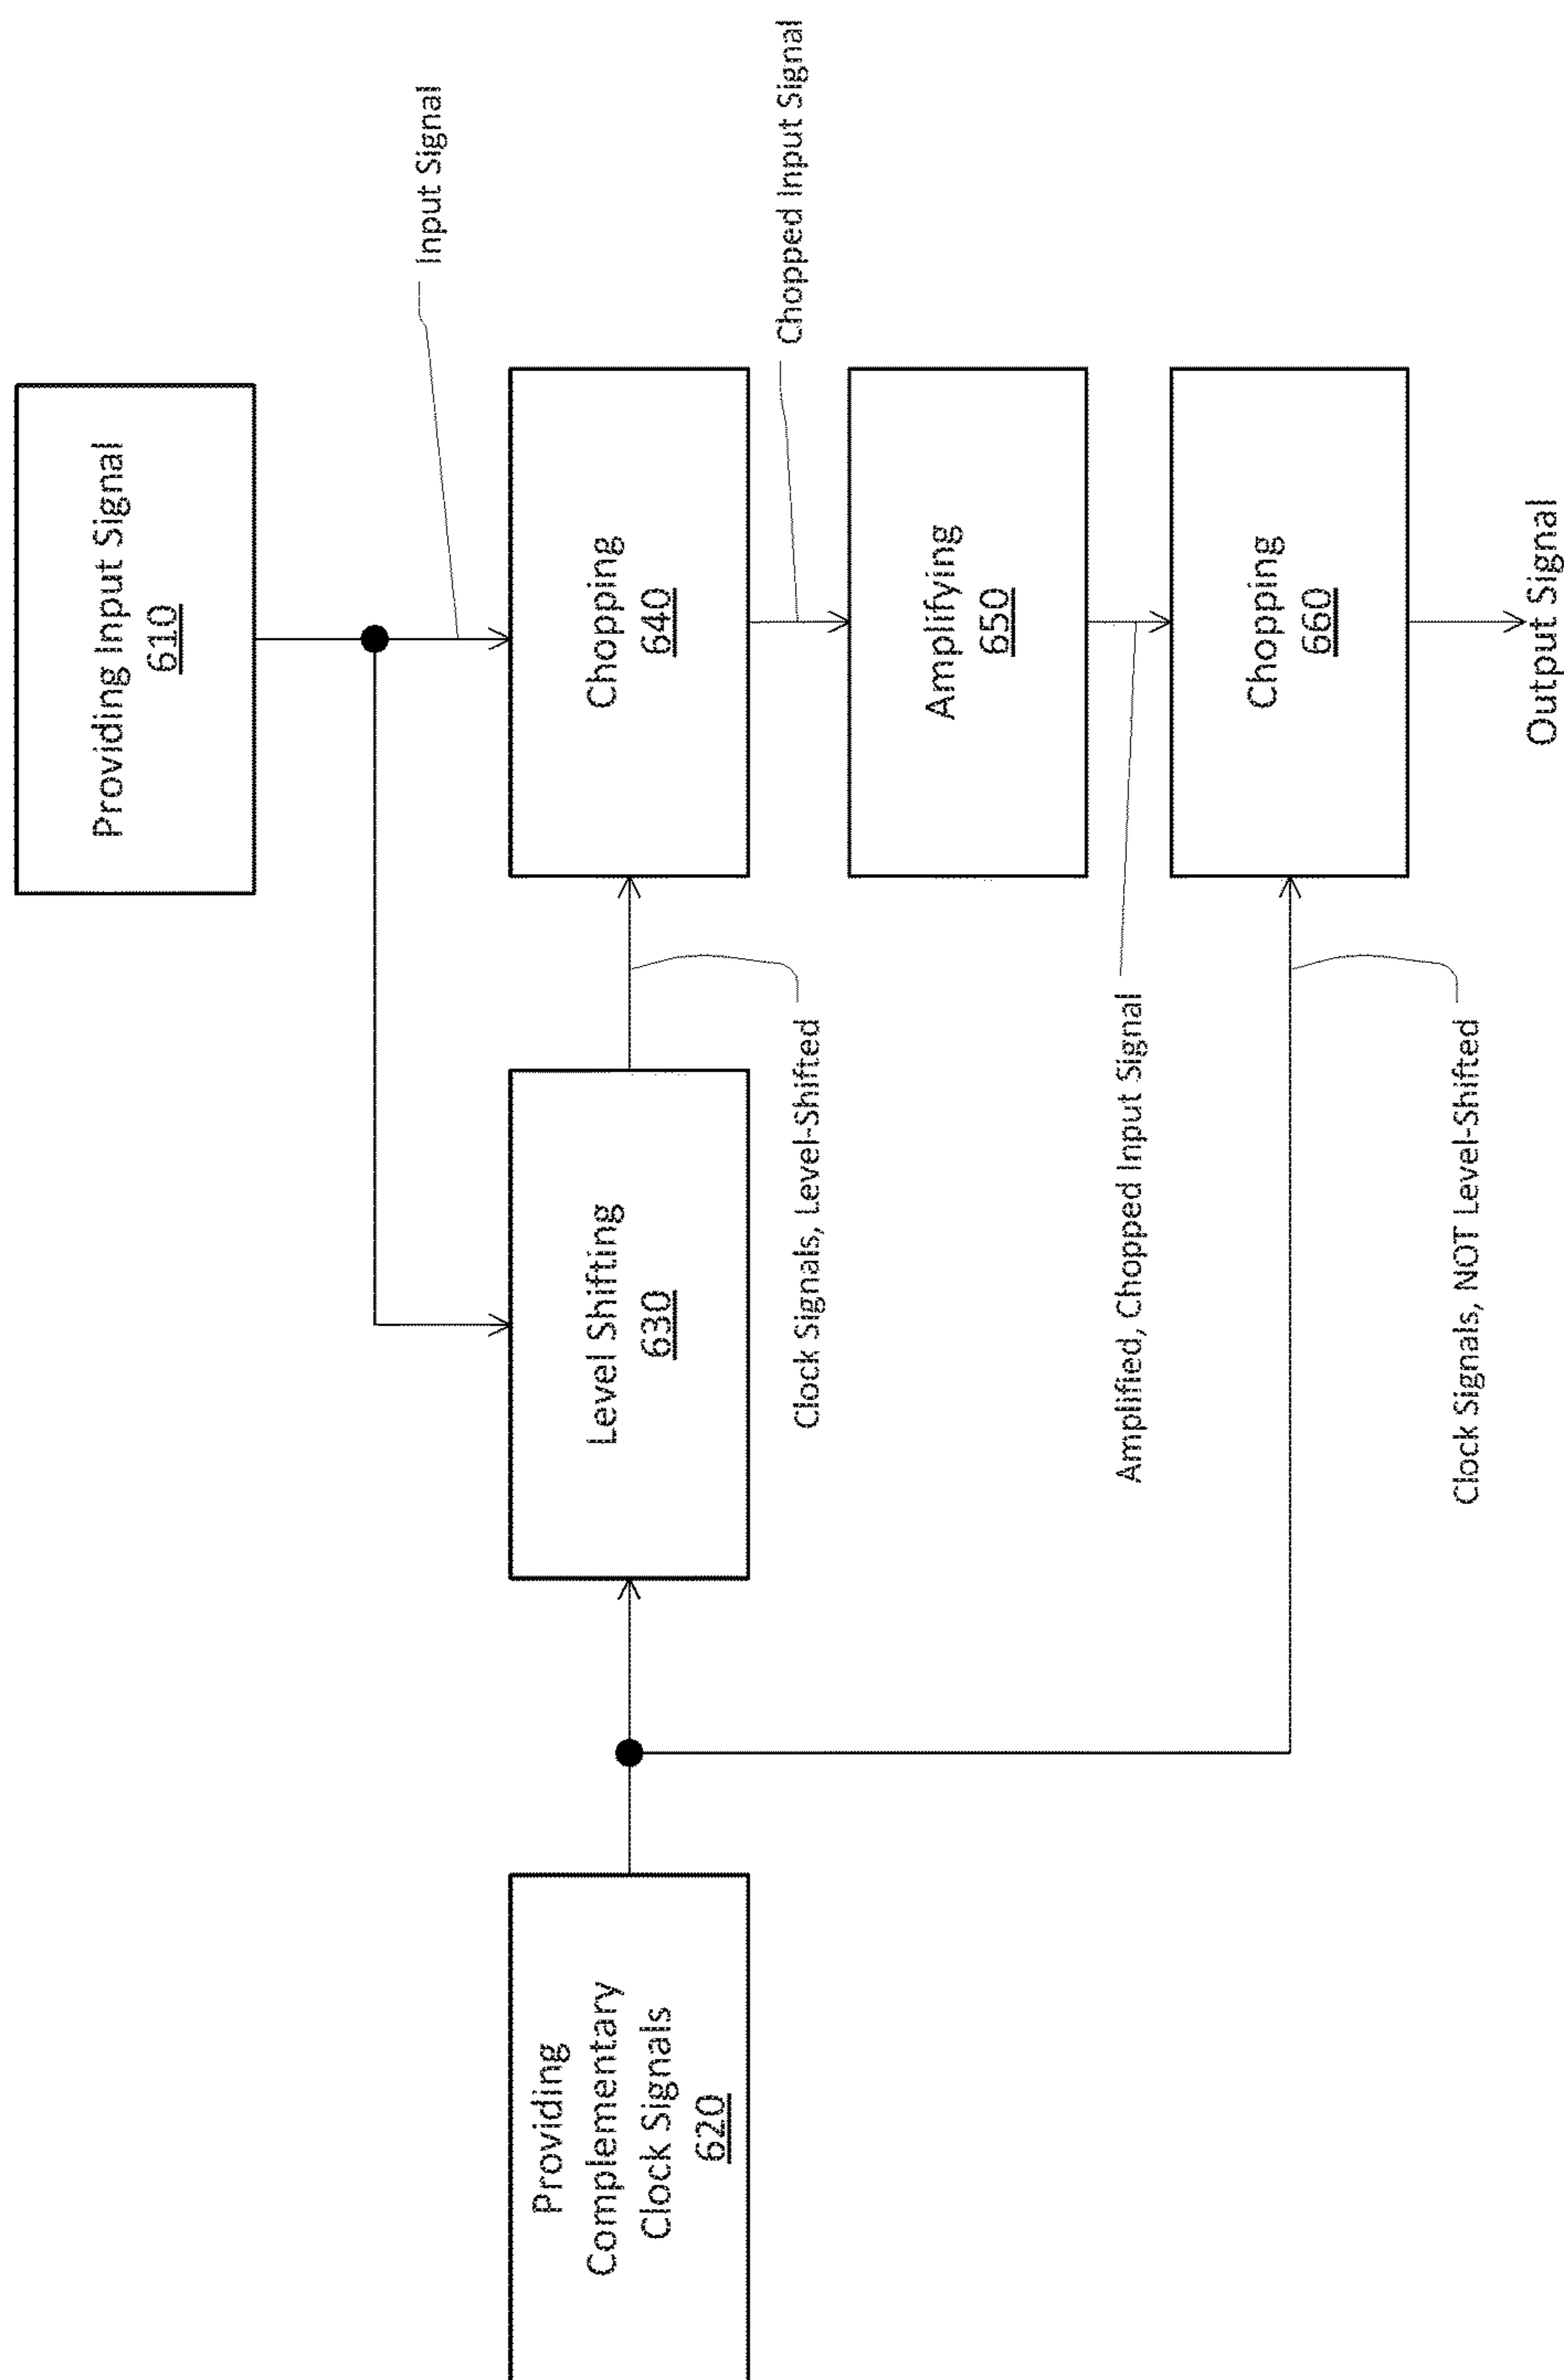 Providing Input Signal
610
Input Signal
Providing
Complementary
Clock Signals
620
Level Shifting
630
Chopping
640
Clock Signals, Level-Shifted
Chopped Input Signal
Amplifying
650
Amplified, Chopped Input Signal
Chopping
660
Clock Signals, NOT Level-Shifted
Output Signal